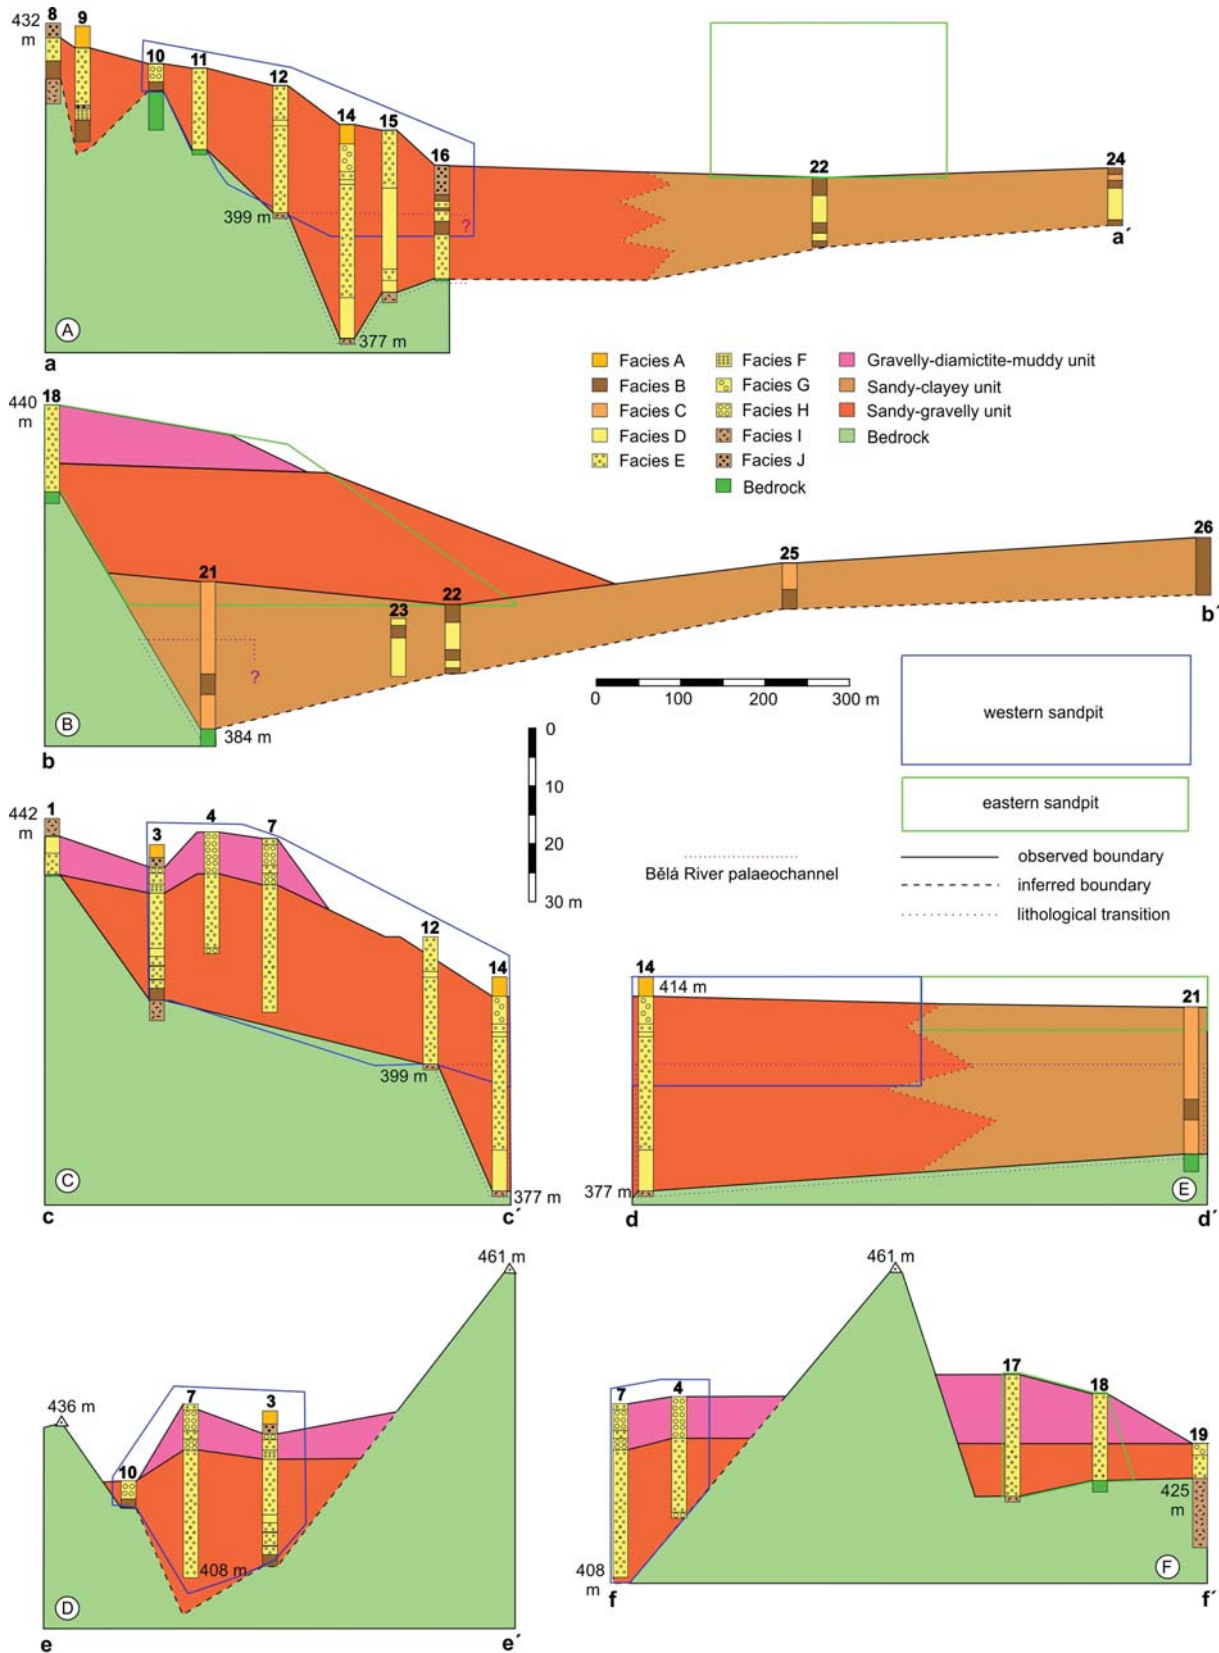 8
9
432
m
10
11
12
14
15
16
22
24
399 m
?
a´
A
377 m
a
Facies A
Facies B
Facies C
Facies D
Facies E
Facies F
Facies G
Facies H
Facies I
Facies J
Bedrock
Gravelly-diamictite-muddy unit
Sandy-clayey unit
Sandy-gravelly unit
Bedrock
18
440
m
21
22
23
25
26
b´
?
B
384 m
b
0
100
200
300 m
0
10
20
30 m
western sandpit
eastern sandpit
Bělá River palaeochannel
observed boundary
inferred boundary
lithological transition
442
m
1
3
4
7
12
14
399 m
C
377 m
c
c´
14
414 m
21
377 m
E
d
d´
461 m
436 m
7
3
10
408 m
D
e
e´
461 m
7
4
17
18
19
425
m
408
m
F
f
f´